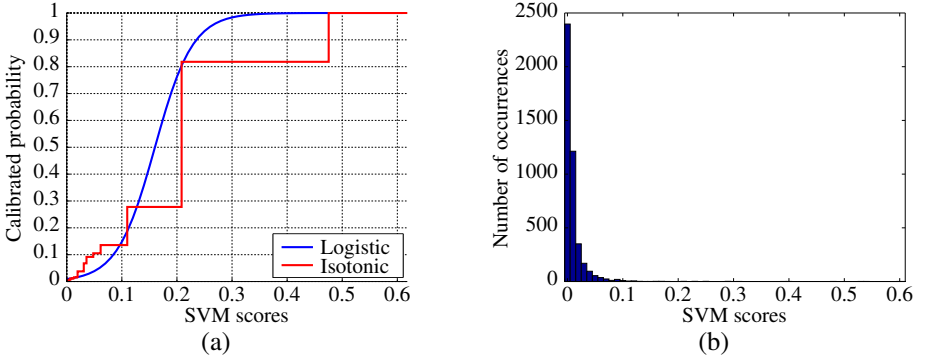 1
0.9
0.8
0.7
0.6
0.5
0.4
0.3
0.2
0.1
0
Calibrated probability
Logistic
Isotonic
0 0.1 0.2 0.3 0.4 0.5 0.6
SVM scores
(a)
2500
2000
1500
1000
500
0
Number of occurrences
0 0.1 0.2 0.3 0.4 0.5 0.6
SVM scores
(b)